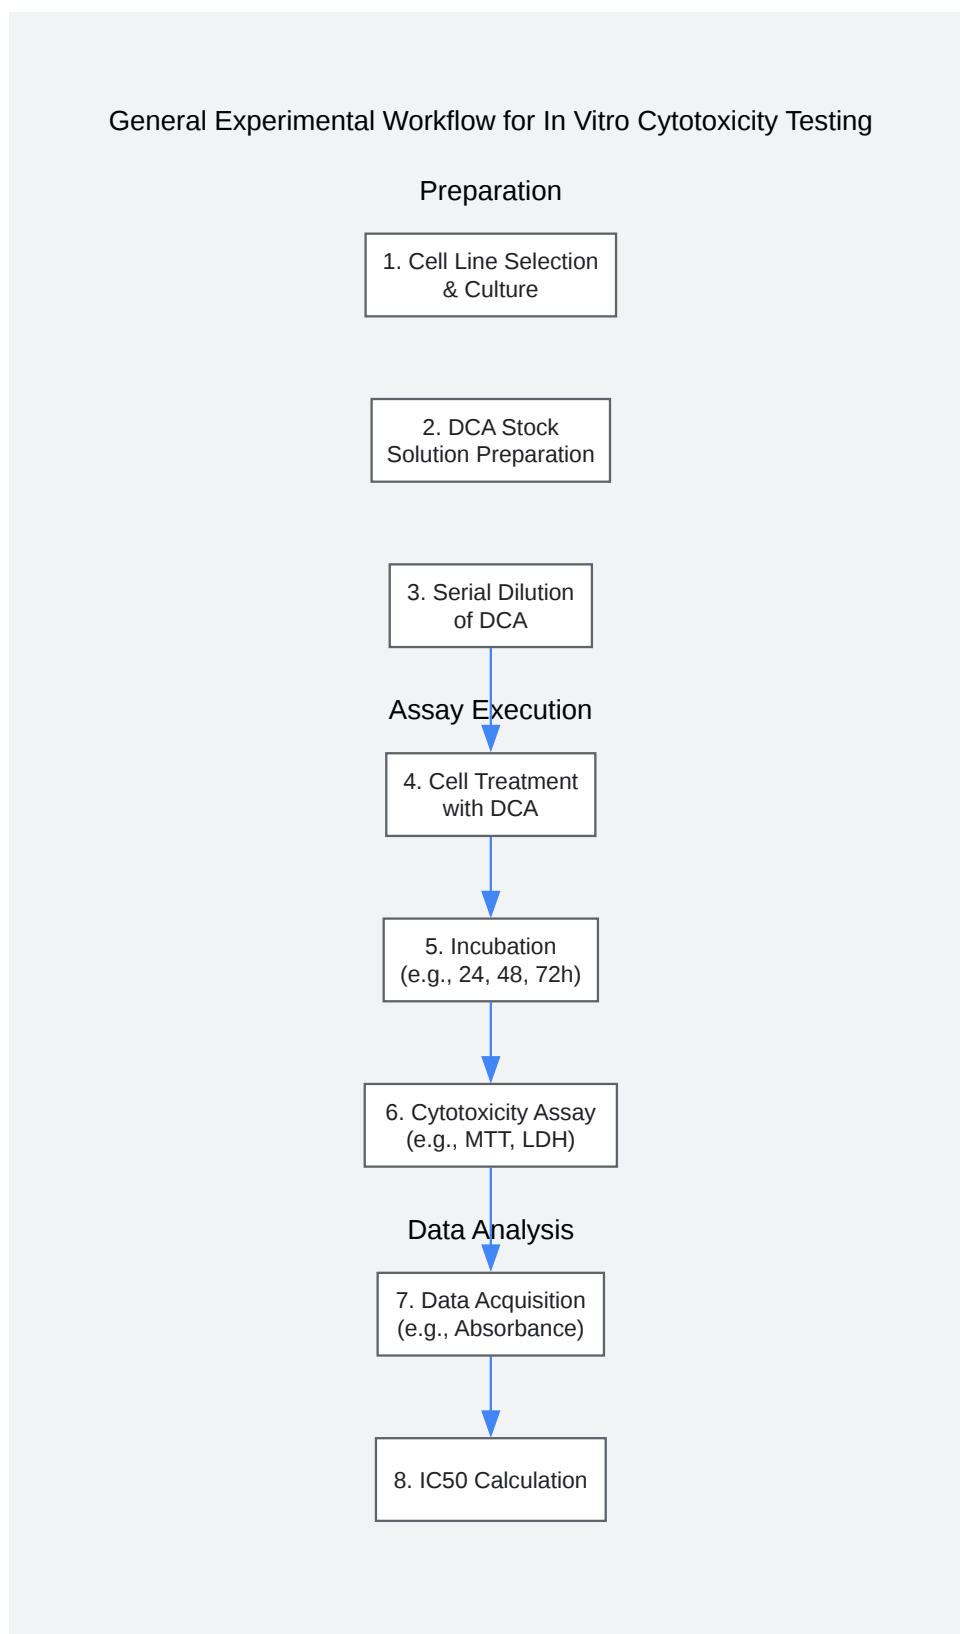 General Experimental Workflow for In Vitro Cytotoxicity Testing
Preparation
1. Cell Line Selection
& Culture
2. DCA Stock
Solution Preparation
3. Serial Dilution
of DCA
Assay Execution
4. Cell Treatment
with DCA
5. Incubation
(e.g., 24, 48, 72h)
6. Cytotoxicity Assay
(e.g., MTT, LDH)
Data Analysis
7. Data Acquisition
(e.g., Absorbance)
8. IC50 Calculation